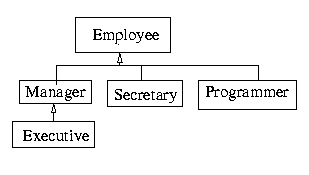 Employee
Manager
Secretary
Programmer
Executive